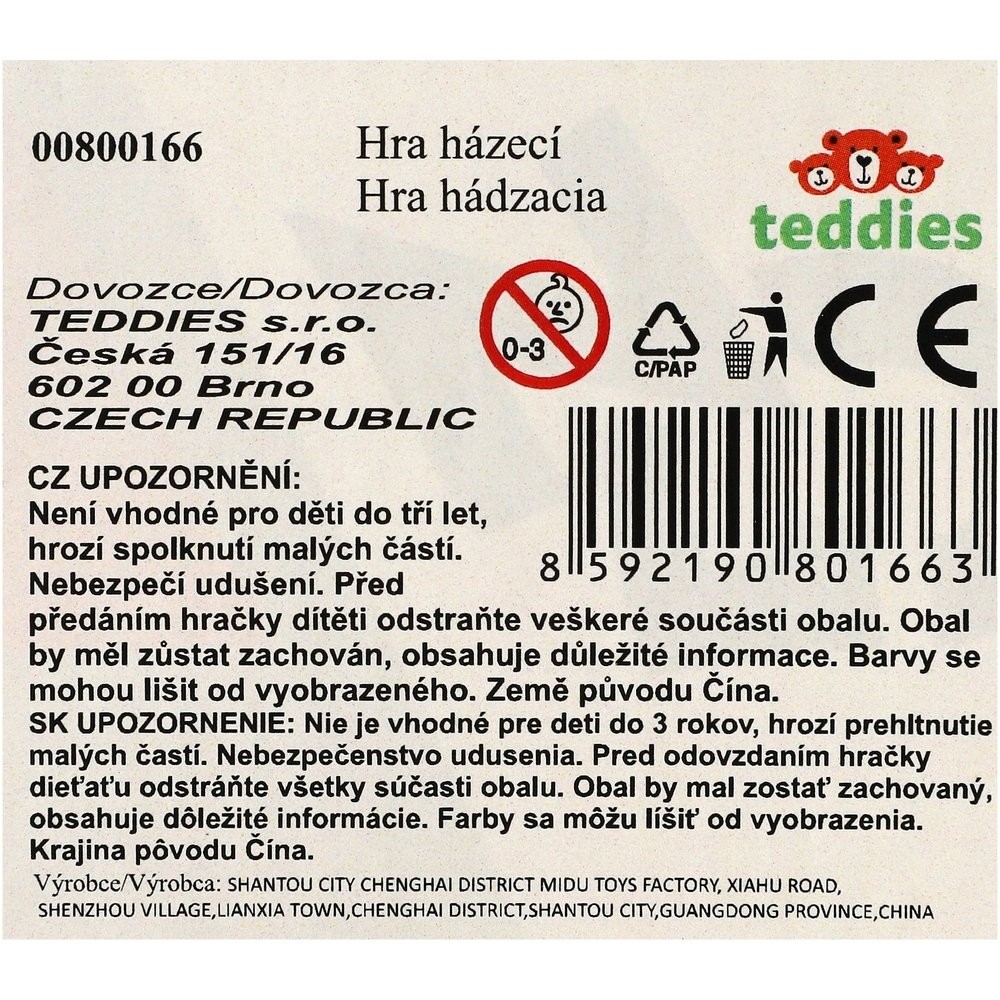 00800166
Hra házecí
Hra hádzacia
teddies
Dovozce/Dovozca:
TEDDIES s.r.o.
Česká 151/16
602 00 Brno
CZECH REPUBLIC
0-3
C/PAP
CE
8 592190 801663
CZ UPOZORNĚNÍ:
Není vhodné pro děti do tří let,
hrozí spolknutí malých částí.
Nebezpečí udušení. Před
předáním hračky dítěti odstraňte veškeré součásti obalu. Obal
by měl zůstat zachován, obsahuje důležité informace. Barvy se
mohou lišit od vyobrazeného. Země původu Čína.
SK UPOZORNENIE: Nie je vhodné pre deti do 3 rokov, hrozí prehltnutie
malých častí. Nebezpečenstvo udusenia. Pred odovzdaním hračky
dieťaťu odstráňte všetky súčasti obalu. Obal by mal zostať zachovaný,
obsahuje dôležité informácie. Farby sa môžu líšiť od vyobrazenia.
Krajina pôvodu Čína.
Výrobce/Výrobca: SHANTOU CITY CHENGHAI DISTRICT MIDU TOYS FACTORY, XIAHU ROAD,
SHENZHOU VILLAGE,LIANXIA TOWN,CHENGHAI DISTRICT,SHANTOU CITY,GUANGDONG PROVINCE,CHINA